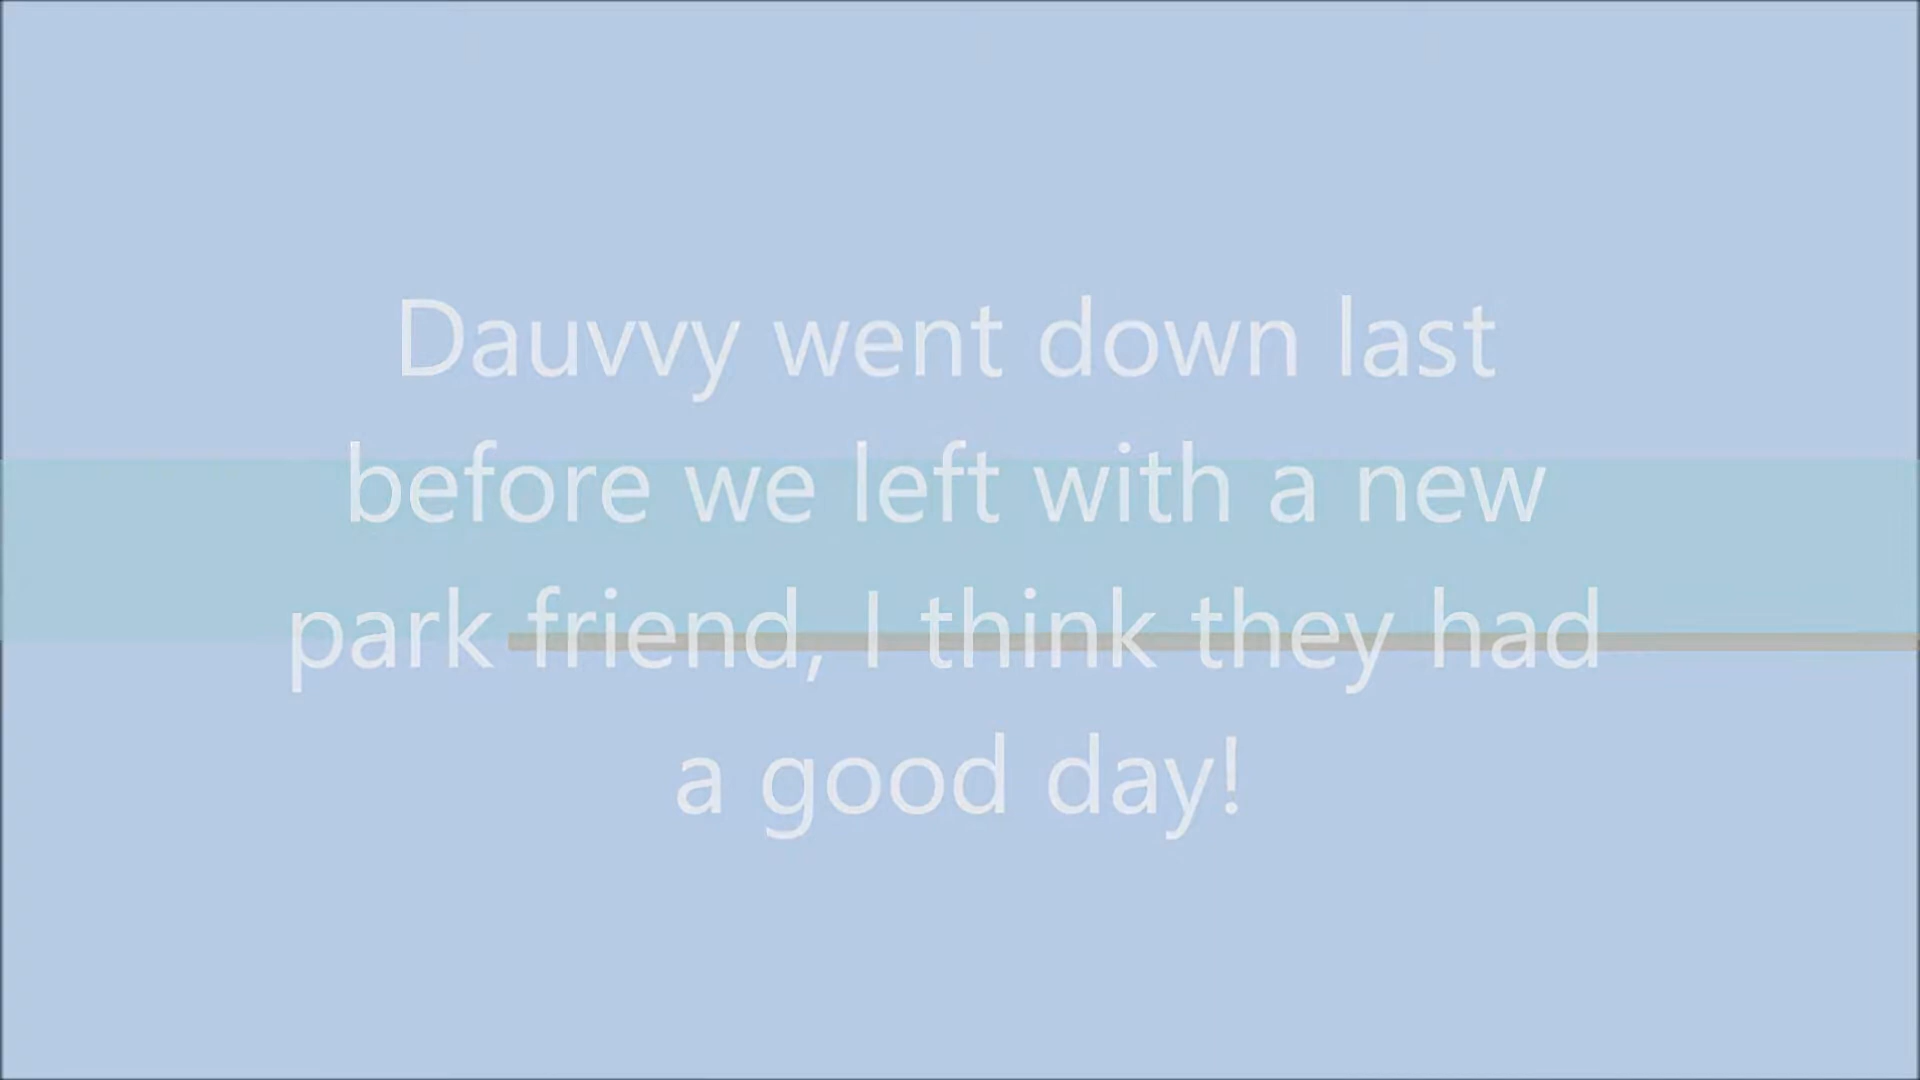 Dauvvy went down last
before we left with a new
park friend, I think they had
a good day!